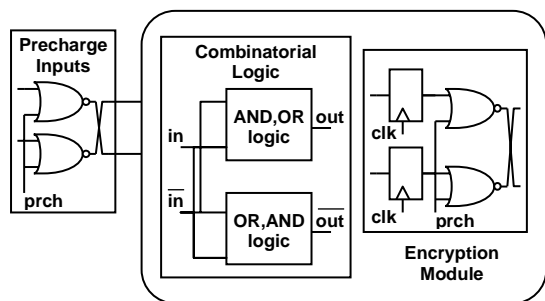 Precharge
Inputs
prch
Combinatorial
Logic
in
in
AND,OR
logic
out
OR,AND
logic
out
clk
clk
prch
Encryption
Module